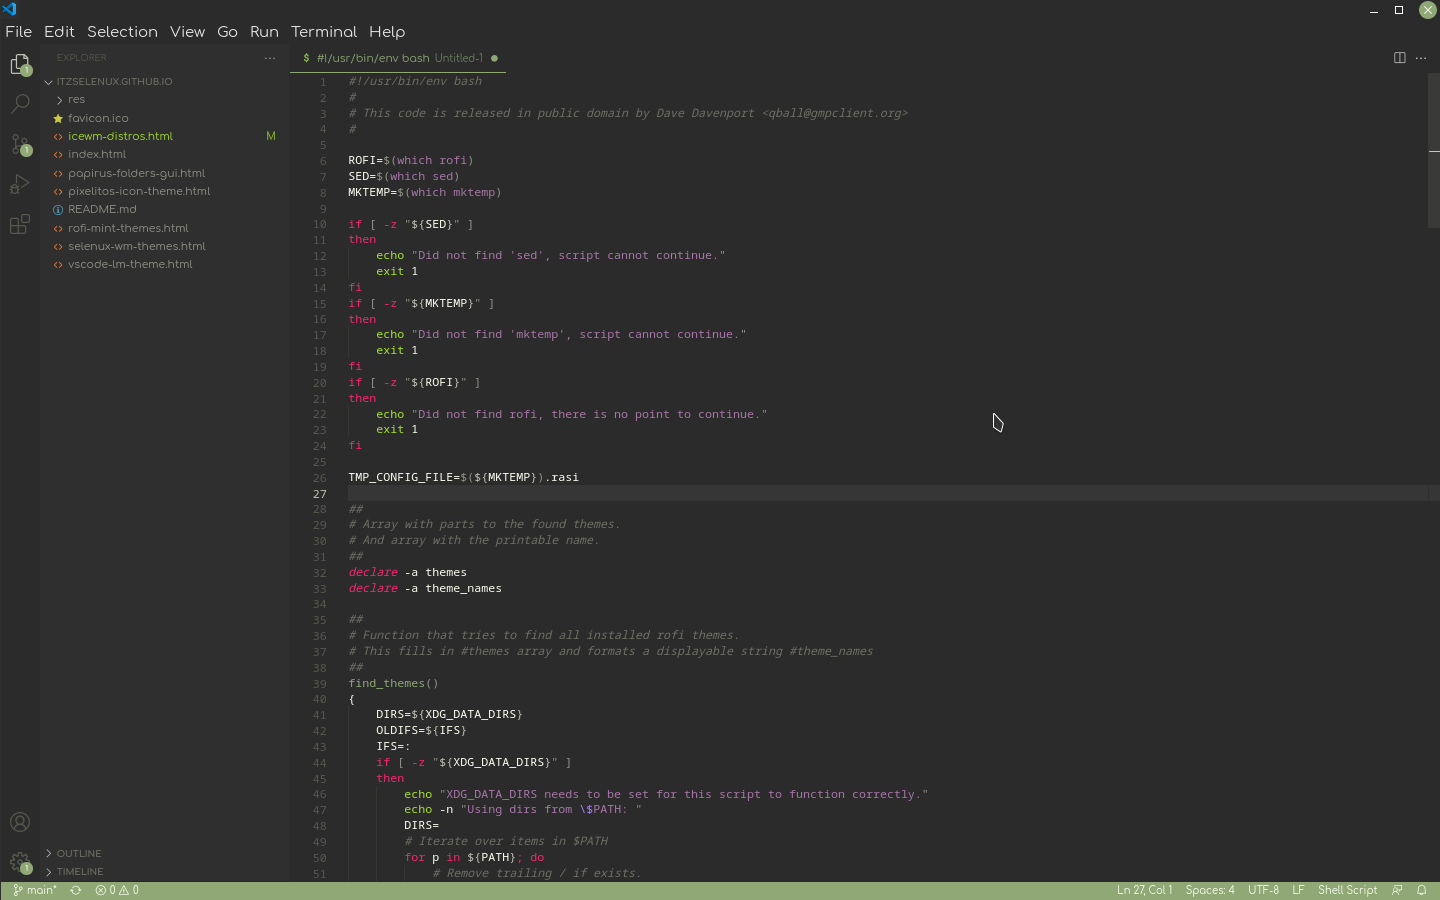 File Edit Selection View Go Run Terminal Help
EXPLORER
ITZSELENUX.GITHUB.IO
res
favicon.ico
icewm-distros.html M
index.html
papirus-folders-gui.html
pixelitos-icon-theme.html
README.md
rofi-mint-themes.html
selenux-wm-themes.html
vscode-lm-theme.html
OUTLINE
TIMELINE
1
1
1
$ #!/usr/bin/env bash Untitled-1
1 #!/usr/bin/env bash
2 #
3 # This code is released in public domain by Dave Davenport <qball@gmpclient.org>
4 #
5
6 ROFI=$(which rofi)
7 SED=$(which sed)
8 MKTEMP=$(which mktemp)
9
10 if [ -z "${SED}" ]
11 then
12     echo "Did not find 'sed', script cannot continue."
13     exit 1
14 fi
15 if [ -z "${MKTEMP}" ]
16 then
17     echo "Did not find 'mktemp', script cannot continue."
18     exit 1
19 fi
20 if [ -z "${ROFI}" ]
21 then
22     echo "Did not find rofi, there is no point to continue."
23     exit 1
24 fi
25
26 TMP_CONFIG_FILE=$(${MKTEMP}).rasi
27
28 ##
29 # Array with parts to the found themes.
30 # And array with the printable name.
31 ##
32 declare -a themes
33 declare -a theme_names
34
35 ##
36 # Function that tries to find all installed rofi themes.
37 # This fills in #themes array and formats a displayable string #theme_names
38 ##
39 find_themes()
40 {
41     DIRS=${XDG_DATA_DIRS}
42     OLDIFS=${IFS}
43     IFS=:
44     if [ -z "${XDG_DATA_DIRS}" ]
45     then
46         echo "XDG_DATA_DIRS needs to be set for this script to function correctly."
47         echo -n "Using dirs from \$PATH: "
48         DIRS=
49         # Iterate over items in $PATH
50         for p in ${PATH}; do
51             # Remove trailing / if exists.
main* 0 0 Ln 27, Col 1 Spaces: 4 UTF-8 LF Shell Script